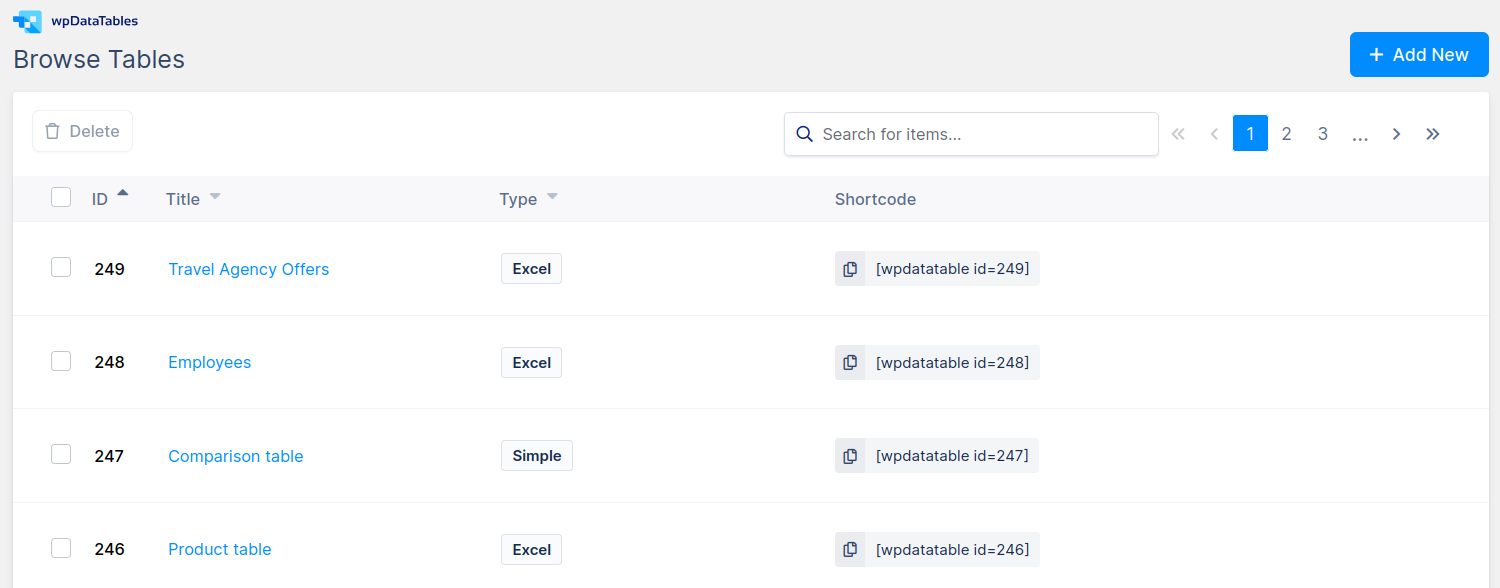 wpDataTables
Browse Tables
+ Add New
Delete
Search for items...
« ‹ 1 2 3 ... › »
ID Title Type Shortcode
249 Travel Agency Offers Excel [wpdatatable id=249]
248 Employees Excel [wpdatatable id=248]
247 Comparison table Simple [wpdatatable id=247]
246 Product table Excel [wpdatatable id=246]